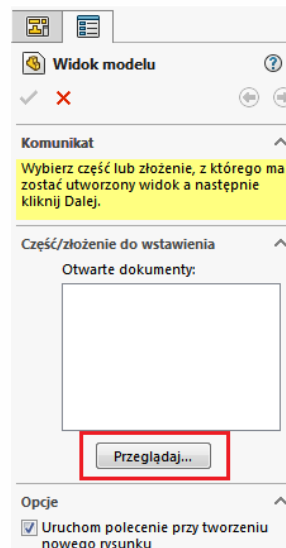 Widok modelu
Komunikat
Wybierz część lub złożenie, z którego ma
zostać utworzony widok a następnie
kliknij Dalej.
Część/złożenie do wstawienia
Otwarte dokumenty:
Przeglądaj...
Opcje
Uruchom polecenie przy tworzeniu
nowego rysunku